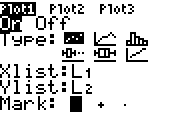 Plot1 Plot2 Plot3
On Off
Type:
Xlist:L₁
Ylist:L₂
Mark: ▪ + ·